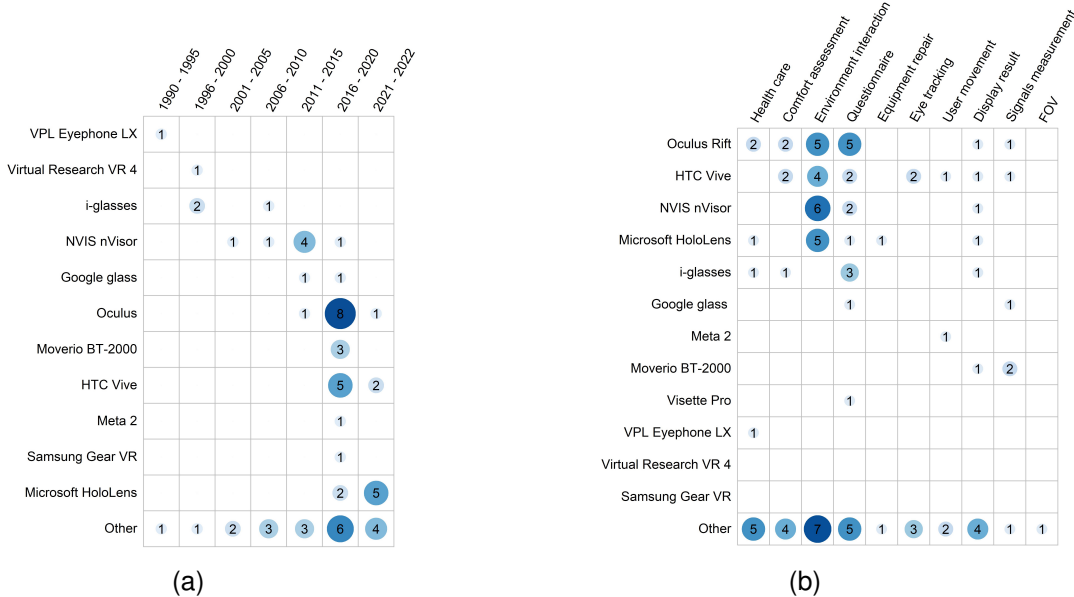 1990 - 1995
1996 - 2000
2001 - 2005
2006 - 2010
2011 - 2015
2016 - 2020
2021 - 2022
VPL Eyephone LX 1
Virtual Research VR 4 1
i-glasses 2 1
NVIS nVisor 1 1 4 1
Google glass 1 1
Oculus 1 8 1
Moverio BT-2000 3
HTC Vive 5 2
Meta 2 1
Samsung Gear VR 1
Microsoft HoloLens 2 5
Other 1 1 2 3 3 6 4
(a)
Health care
Comfort assessment
Environment interaction
Questionnaire
Equipment repair
Eye tracking
User movement
Display result
Signals measurement
FOV
Oculus Rift 2 2 5 5 1 1
HTC Vive 2 4 2 2 1 1 1
NVIS nVisor 6 2 1
Microsoft HoloLens 1 5 1 1 1
i-glasses 1 1 3 1
Google glass 1 1
Meta 2 1
Moverio BT-2000 1 2
Visette Pro 1
VPL Eyephone LX 1
Virtual Research VR 4
Samsung Gear VR
Other 5 4 7 5 1 3 2 4 1 1
(b)